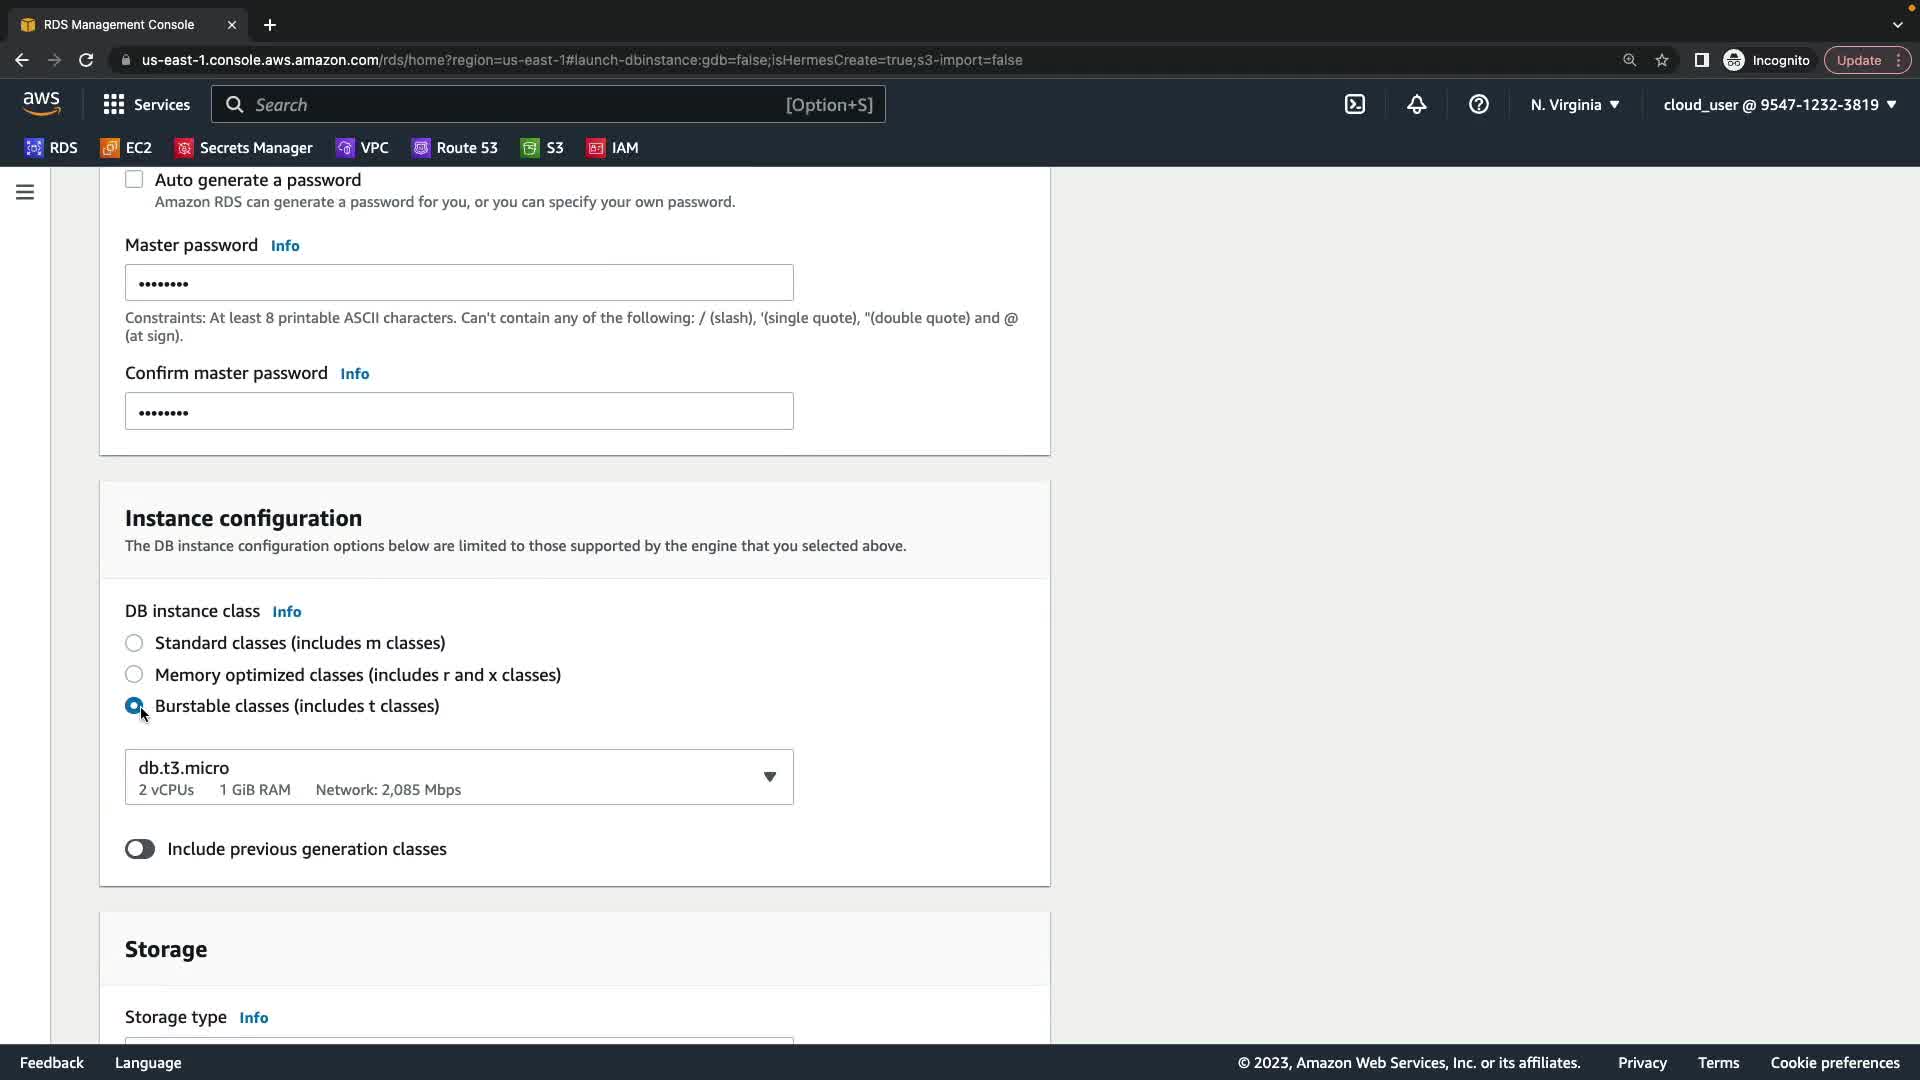 RDS Management Console
us-east-1.console.aws.amazon.com/rds/home?region=us-east-1#launch-dbinstance:gdb=false;isHermesCreate=true;s3-import=false
Incognito
Update
aws
Services
Search
[Option+S]
N. Virginia
cloud_user @ 9547-1232-3819
RDS
EC2
Secrets Manager
VPC
Route 53
S3
IAM
Auto generate a password
Amazon RDS can generate a password for you, or you can specify your own password.
Master password Info
••••••••
Constraints: At least 8 printable ASCII characters. Can't contain any of the following: / (slash), '(single quote), "(double quote) and @
(at sign).
Confirm master password Info
••••••••
Instance configuration
The DB instance configuration options below are limited to those supported by the engine that you selected above.
DB instance class Info
Standard classes (includes m classes)
Memory optimized classes (includes r and x classes)
Burstable classes (includes t classes)
db.t3.micro
2 vCPUs 1 GiB RAM Network: 2,085 Mbps
Include previous generation classes
Storage
Storage type Info
Feedback
Language
© 2023, Amazon Web Services, Inc. or its affiliates.
Privacy
Terms
Cookie preferences